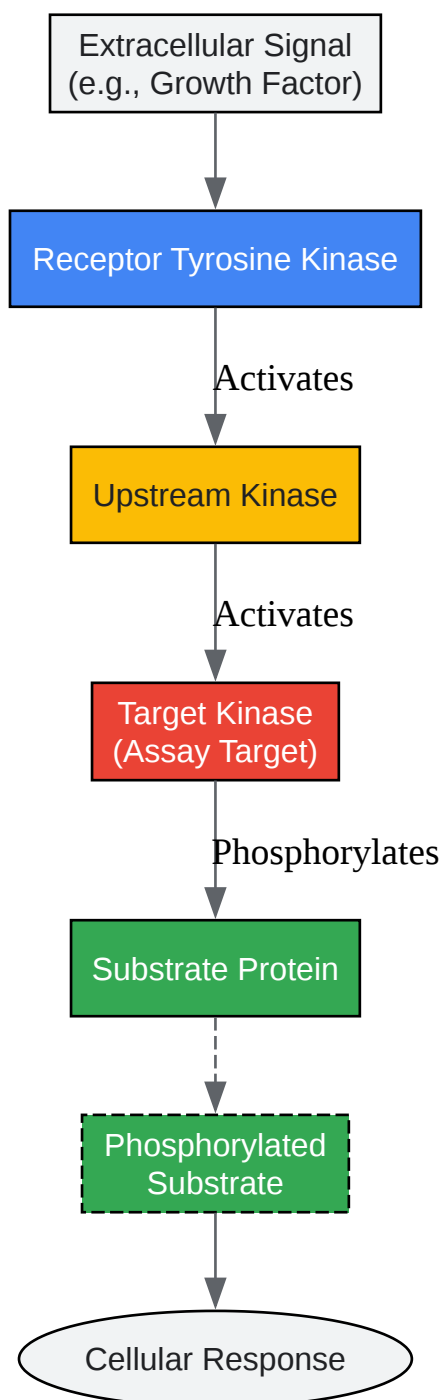 Extracellular Signal
(e.g., Growth Factor)
Receptor Tyrosine Kinase
Activates
Upstream Kinase
Activates
Target Kinase
(Assay Target)
Phosphorylates
Substrate Protein
Phosphorylated
Substrate
Cellular Response